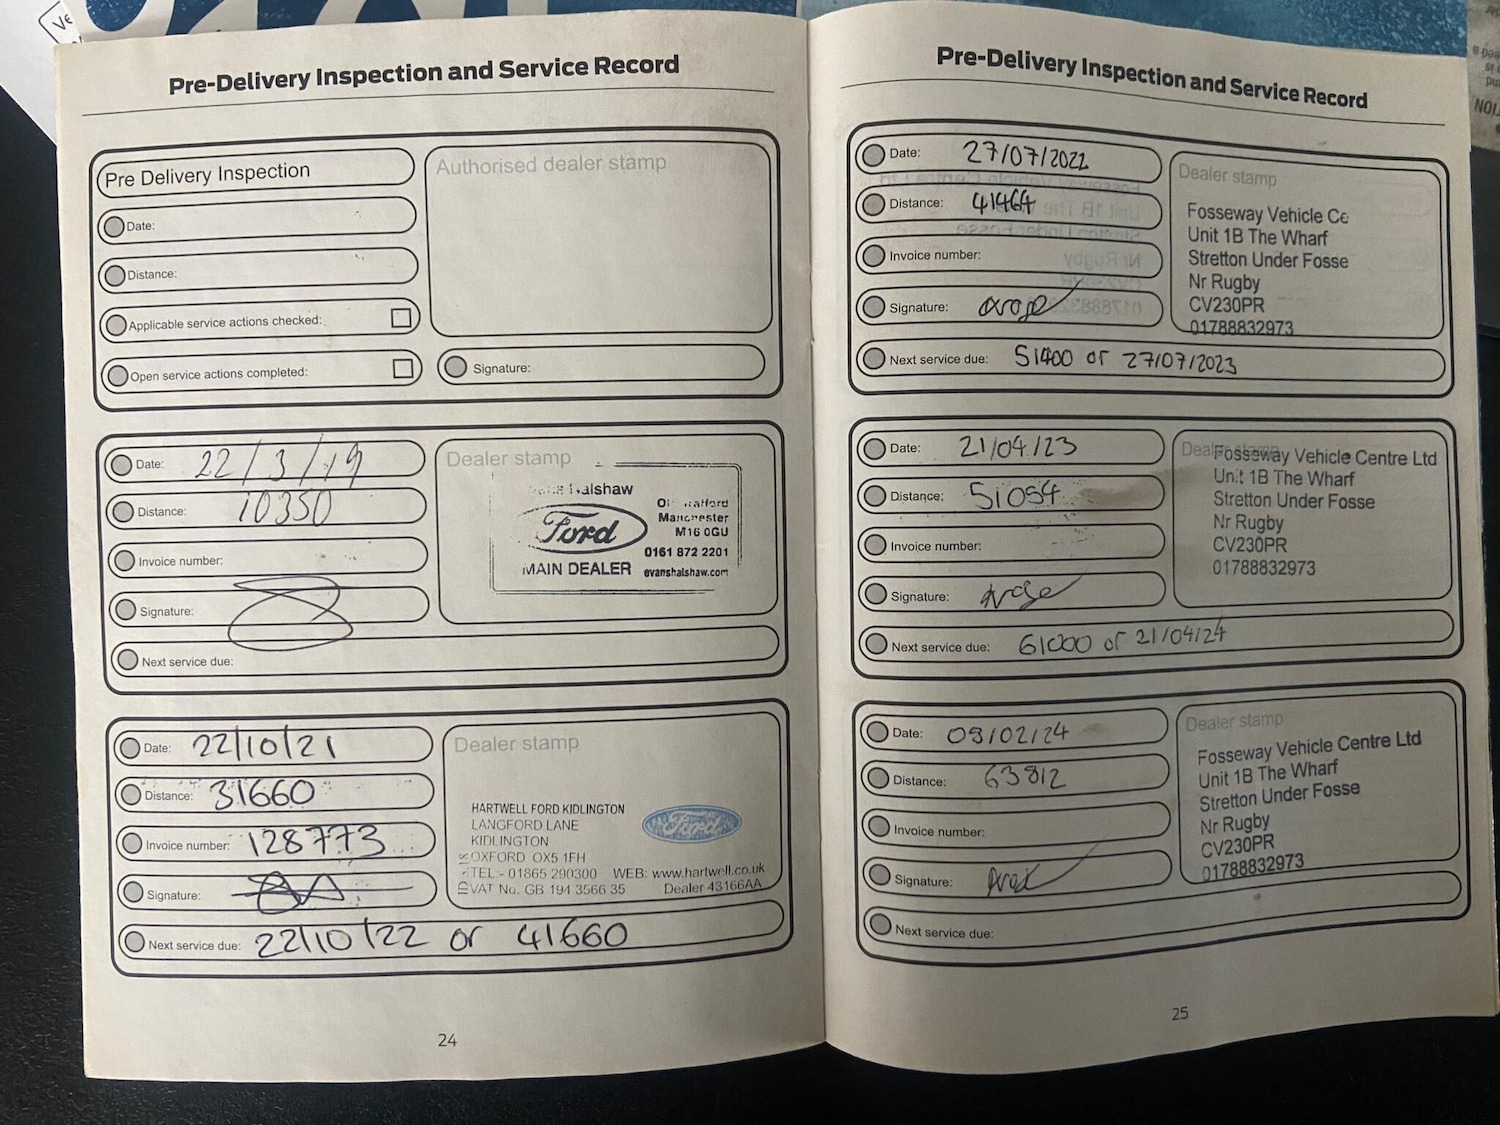 Pre-Delivery Inspection and Service Record
Pre Delivery Inspection
Date:
Distance:
Applicable service actions checked:
Open service actions completed:
Authorised dealer stamp
Signature:
Date: 22/3/19
Distance: 10350
Invoice number:
Signature:
Next service due:
Dealer stamp
Halshaw
Manchester
M16 0GU
Ford
0161 872 2201
MAIN DEALER evanshalshaw.com
Date: 22/10/21
Distance: 31660
Invoice number: 128773
Signature:
Next service due: 22/10/22 or 41660
Dealer stamp
HARTWELL FORD KIDLINGTON
LANGFORD LANE
KIDLINGTON
OXFORD OX5 1FH
TEL:- 01865 290300 WEB: www.hartwell.co.uk
VAT No. GB 194 3566 35 Dealer 43166AA
Ford
24
Pre-Delivery Inspection and Service Record
Date: 27/07/2022
Distance: 41464
Invoice number:
Signature:
Next service due: 51400 or 27/07/2023
Dealer stamp
Fosseway Vehicle Ce
Unit 1B The Wharf
Stretton Under Fosse
Nr Rugby
CV230PR
01788832973
Date: 21/04/23
Distance: 51054
Invoice number:
Signature:
Next service due: 61000 or 21/04/24
Dealer stamp
Fosseway Vehicle Centre Ltd
Unit 1B The Wharf
Stretton Under Fosse
Nr Rugby
CV230PR
01788832973
Date: 09/02/24
Distance: 63812
Invoice number:
Signature:
Next service due:
Dealer stamp
Fosseway Vehicle Centre Ltd
Unit 1B The Wharf
Stretton Under Fosse
Nr Rugby
CV230PR
01788832973
25